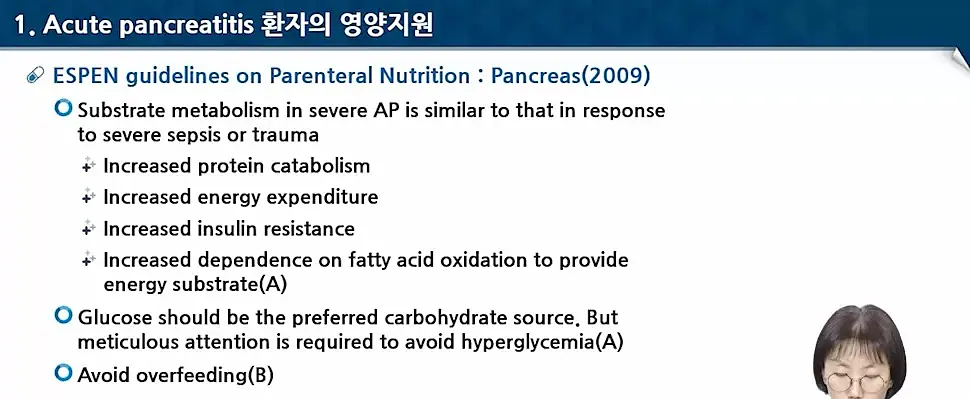 1. Acute pancreatitis 환자의 영양지원
ESPEN guidelines on Parenteral Nutrition : Pancreas(2009)
Substrate metabolism in severe AP is similar to that in response
to severe sepsis or trauma
Increased protein catabolism
Increased energy expenditure
Increased insulin resistance
Increased dependence on fatty acid oxidation to provide
energy substrate(A)
Glucose should be the preferred carbohydrate source. But
meticulous attention is required to avoid hyperglycemia(A)
Avoid overfeeding(B)